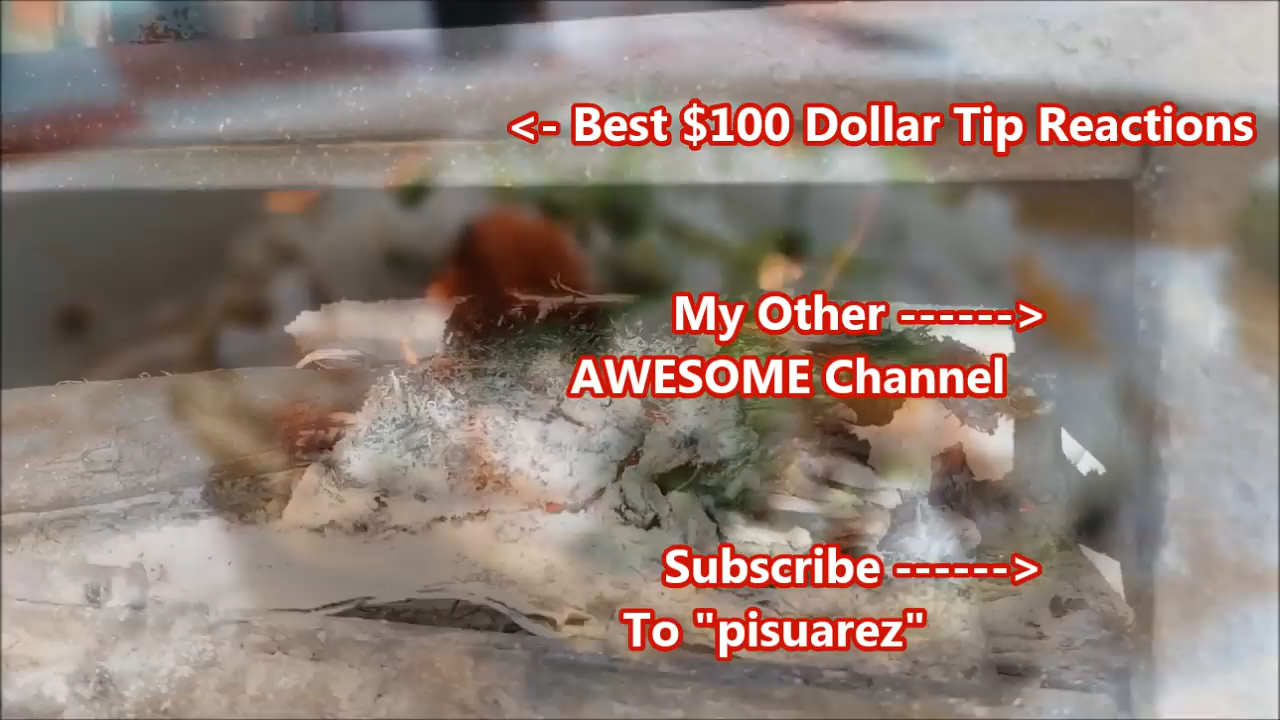 <- Best $100 Dollar Tip Reactions
My Other ------>
AWESOME Channel
Subscribe ------>
To "pisuarez"